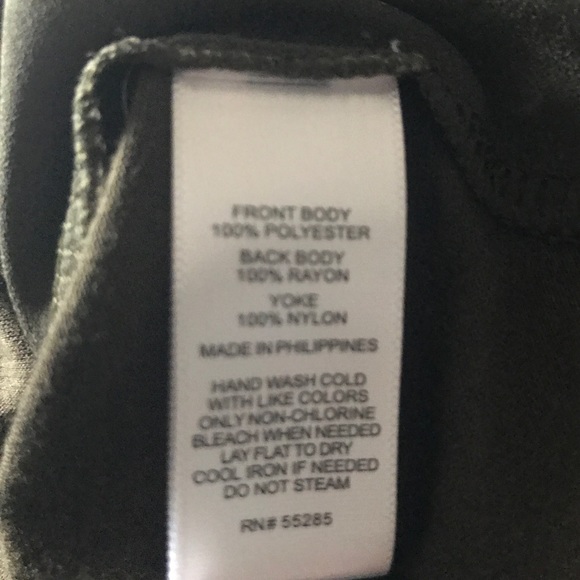 FRONT BODY
100% POLYESTER
BACK BODY
100% RAYON
YOKE
100% NYLON
MADE IN PHILIPPINES
HAND WASH COLD
WITH LIKE COLORS
ONLY NON-CHLORINE
BLEACH WHEN NEEDED
LAY FLAT TO DRY
COOL IRON IF NEEDED
DO NOT STEAM
RN# 55285